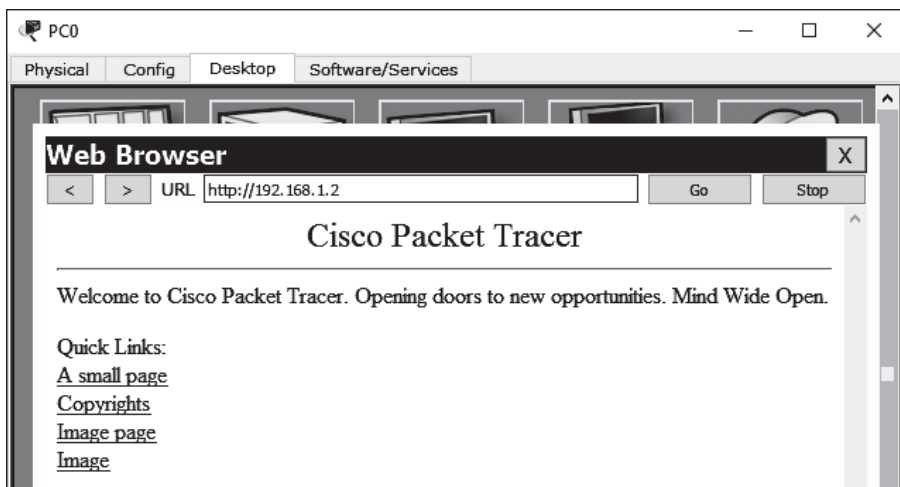 PC0
Physical Config Desktop Software/Services
Web Browser X
< > URL http://192.168.1.2 Go Stop
Cisco Packet Tracer
Welcome to Cisco Packet Tracer. Opening doors to new opportunities. Mind Wide Open.
Quick Links:
A small page
Copyrights
Image page
Image